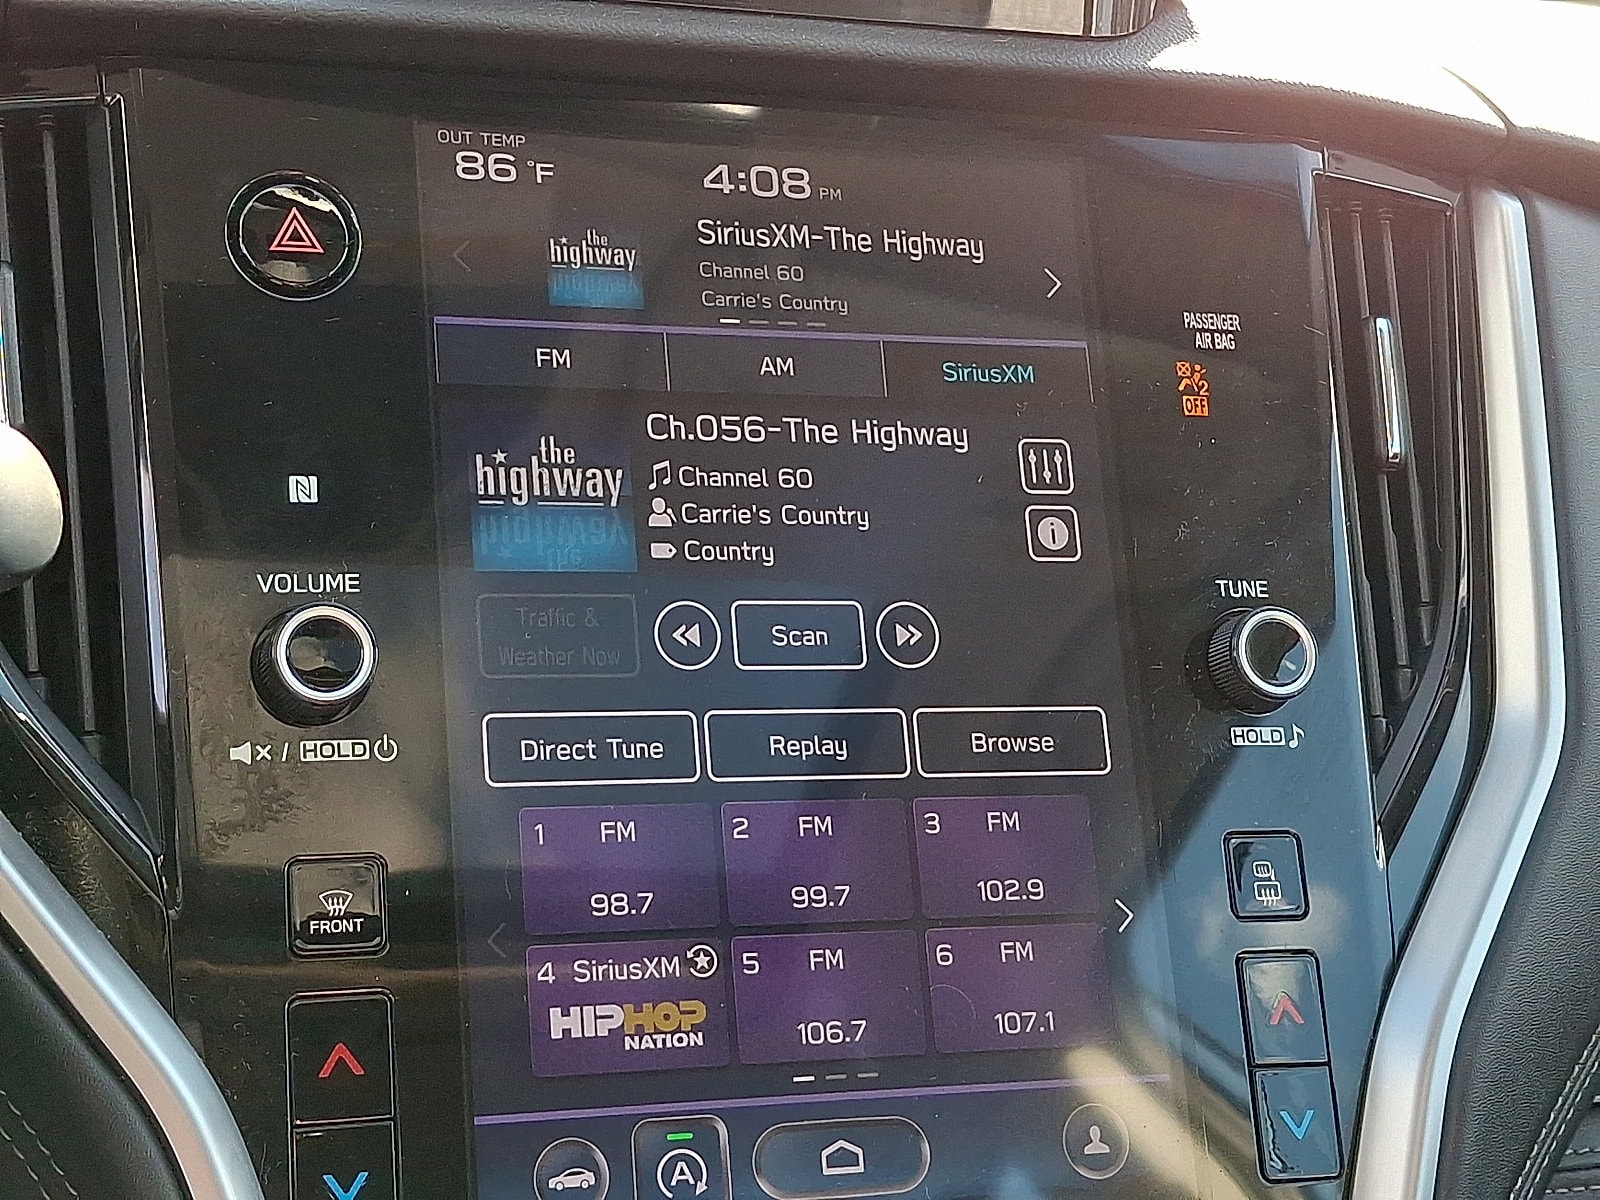 OUT TEMP
86 °F
4:08 PM
the
highway
SiriusXM-The Highway
Channel 60
Carrie's Country
PASSENGER
AIR BAG
2
OFF
FM
AM
SiriusXM
the
highway
Ch.056-The Highway
Channel 60
Carrie's Country
Country
N
VOLUME
TUNE
Traffic &
Weather Now
Scan
HOLD
HOLD
Direct Tune
Replay
Browse
1 FM
98.7
2 FM
99.7
3 FM
102.9
FRONT
4 SiriusXM
HIPHOP
NATION
5 FM
106.7
6 FM
107.1
A